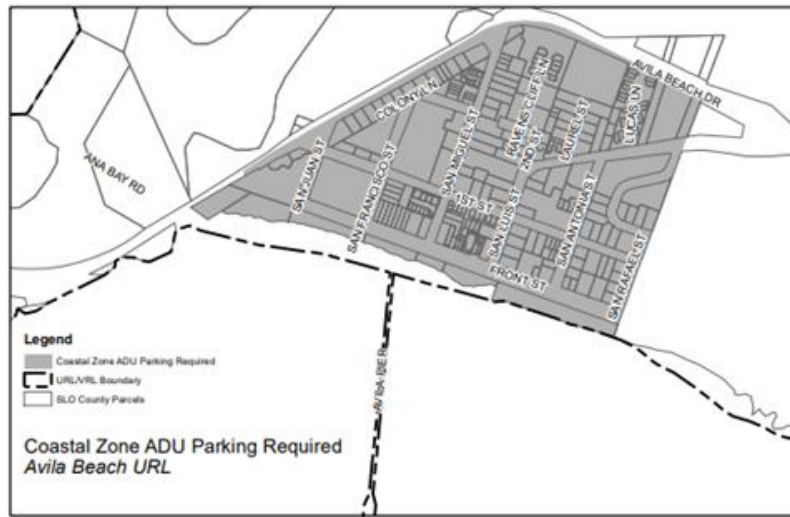 AVILA BEACH DR
COLONY LN
RAVENS CLIFF LN
2ND ST
LAUREL ST
LUCAS LN
SAN MIGUEL ST
ANA BAY RD
SAN JUAN ST
SAN FRANCISCO ST
1ST ST
SAN LUIS ST
SAN ANTONIA ST
SAN RAFAEL ST
FRONT ST
AVILA PIER
Legend
Coastal Zone ADU Parking Required
URL/VRL Boundary
SLO County Parcels
Coastal Zone ADU Parking Required
Avila Beach URL